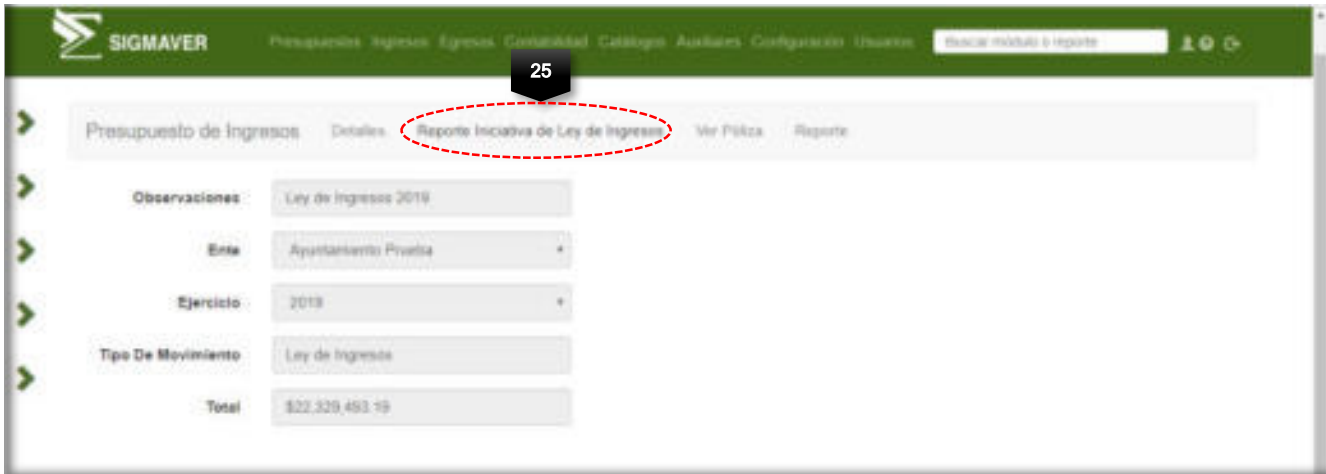 SIGMAVER
Presupuestos Ingresos Egresos Contabilidad Catálogos Auxiliares Configuración Usuarios Buscar módulo o reporte
25
Presupuesto de Ingresos Detalles Reporte Iniciativa de Ley de Ingresos Ver Póliza Reporte
Observaciones Ley de Ingresos 2019
Ente Ayuntamiento Prueba
Ejercicio 2019
Tipo De Movimiento Ley de Ingresos
Total $22,329,493.19